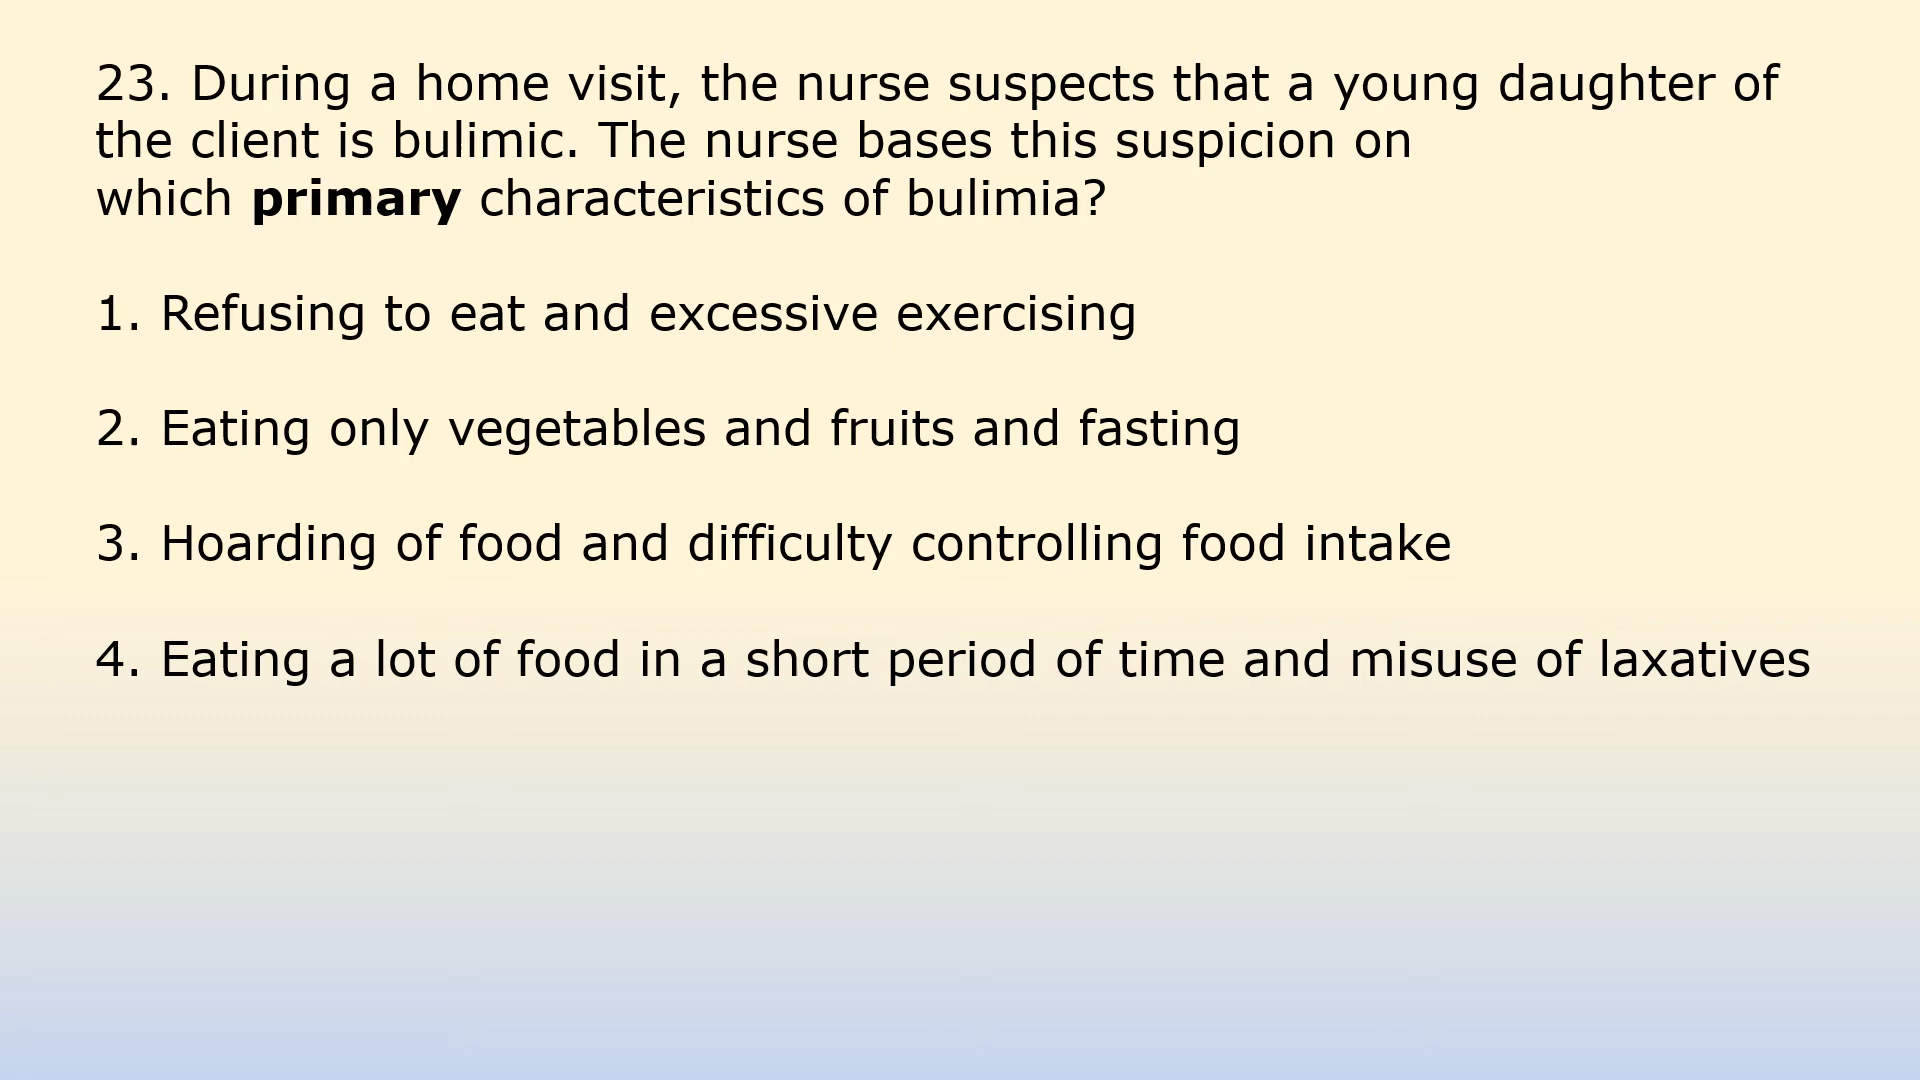 23. During a home visit, the nurse suspects that a young daughter of
the client is bulimic. The nurse bases this suspicion on
which primary characteristics of bulimia?
1. Refusing to eat and excessive exercising
2. Eating only vegetables and fruits and fasting
3. Hoarding of food and difficulty controlling food intake
4. Eating a lot of food in a short period of time and misuse of laxatives